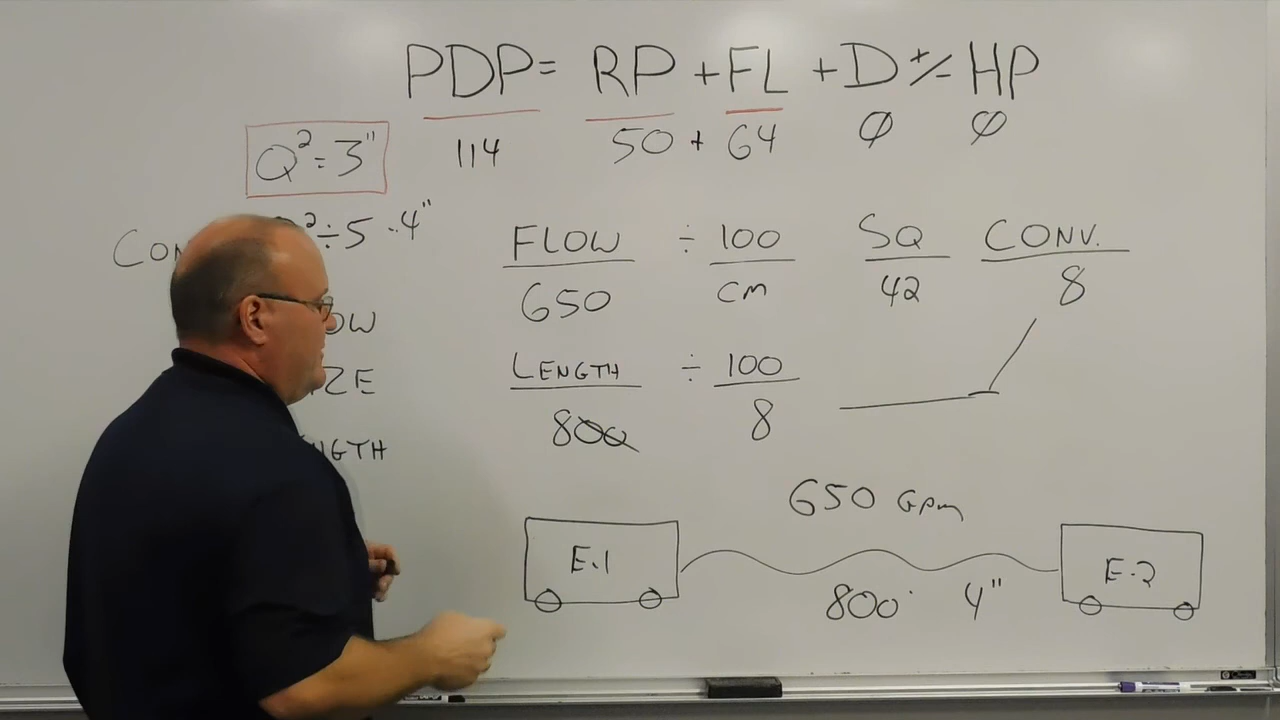 PDP = RP + FL + D +/- HP
114 50 + 64 Ø Ø
Q² = 3"
² ÷ 5 - 4"
FLOW ÷ 100 SQ CONV.
650 CM 42 8
LENGTH ÷ 100
800 8
650 GPM
E.1 E-2
800' 4"